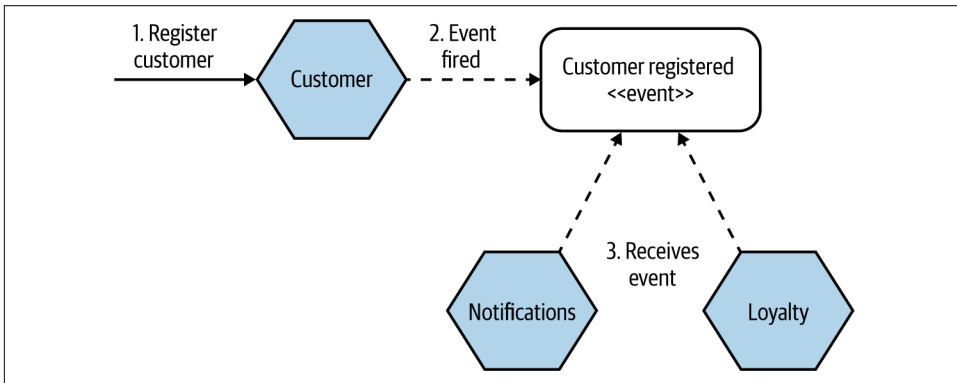 1. Register
customer
Customer
2. Event
fired
Customer registered
<<event>>
3. Receives
event
Notifications
Loyalty